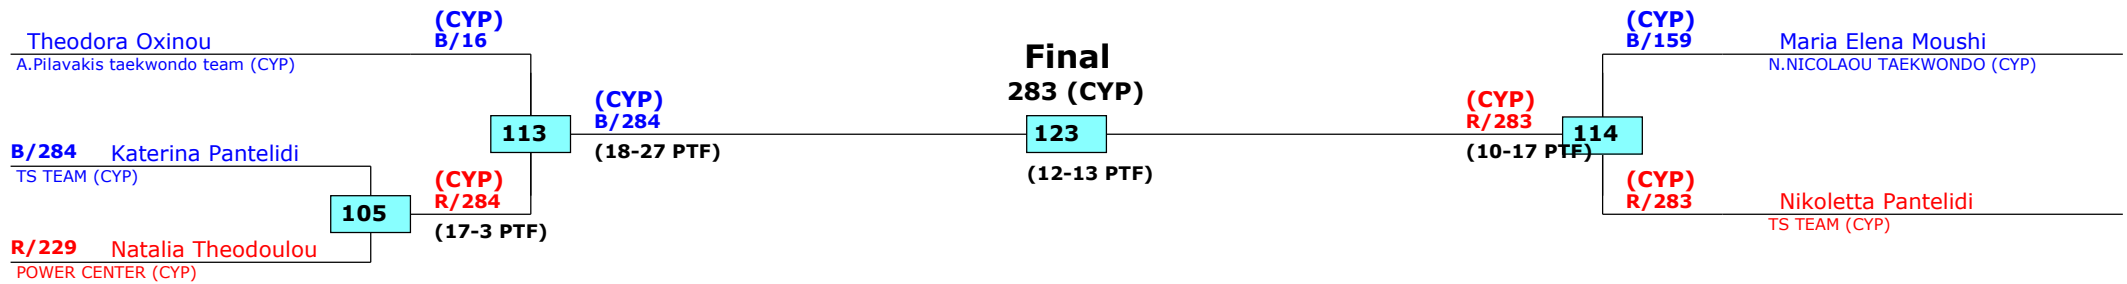 (CYP)
B/16
Theodora Oxinou
A.Pilavakis taekwondo team (CYP)
B/284 Katerina Pantelidi
TS TEAM (CYP)
105
R/229 Natalia Theodoulou
POWER CENTER (CYP)
(CYP)
R/284
(17-3 PTF)
113
(CYP)
B/284
(18-27 PTF)
Final
283 (CYP)
123
(12-13 PTF)
(CYP)
R/283
(10-17 PTF)
114
(CYP)
B/159
Maria Elena Moushi
N.NICOLAOU TAEKWONDO (CYP)
(CYP)
R/283
Nikoletta Pantelidi
TS TEAM (CYP)